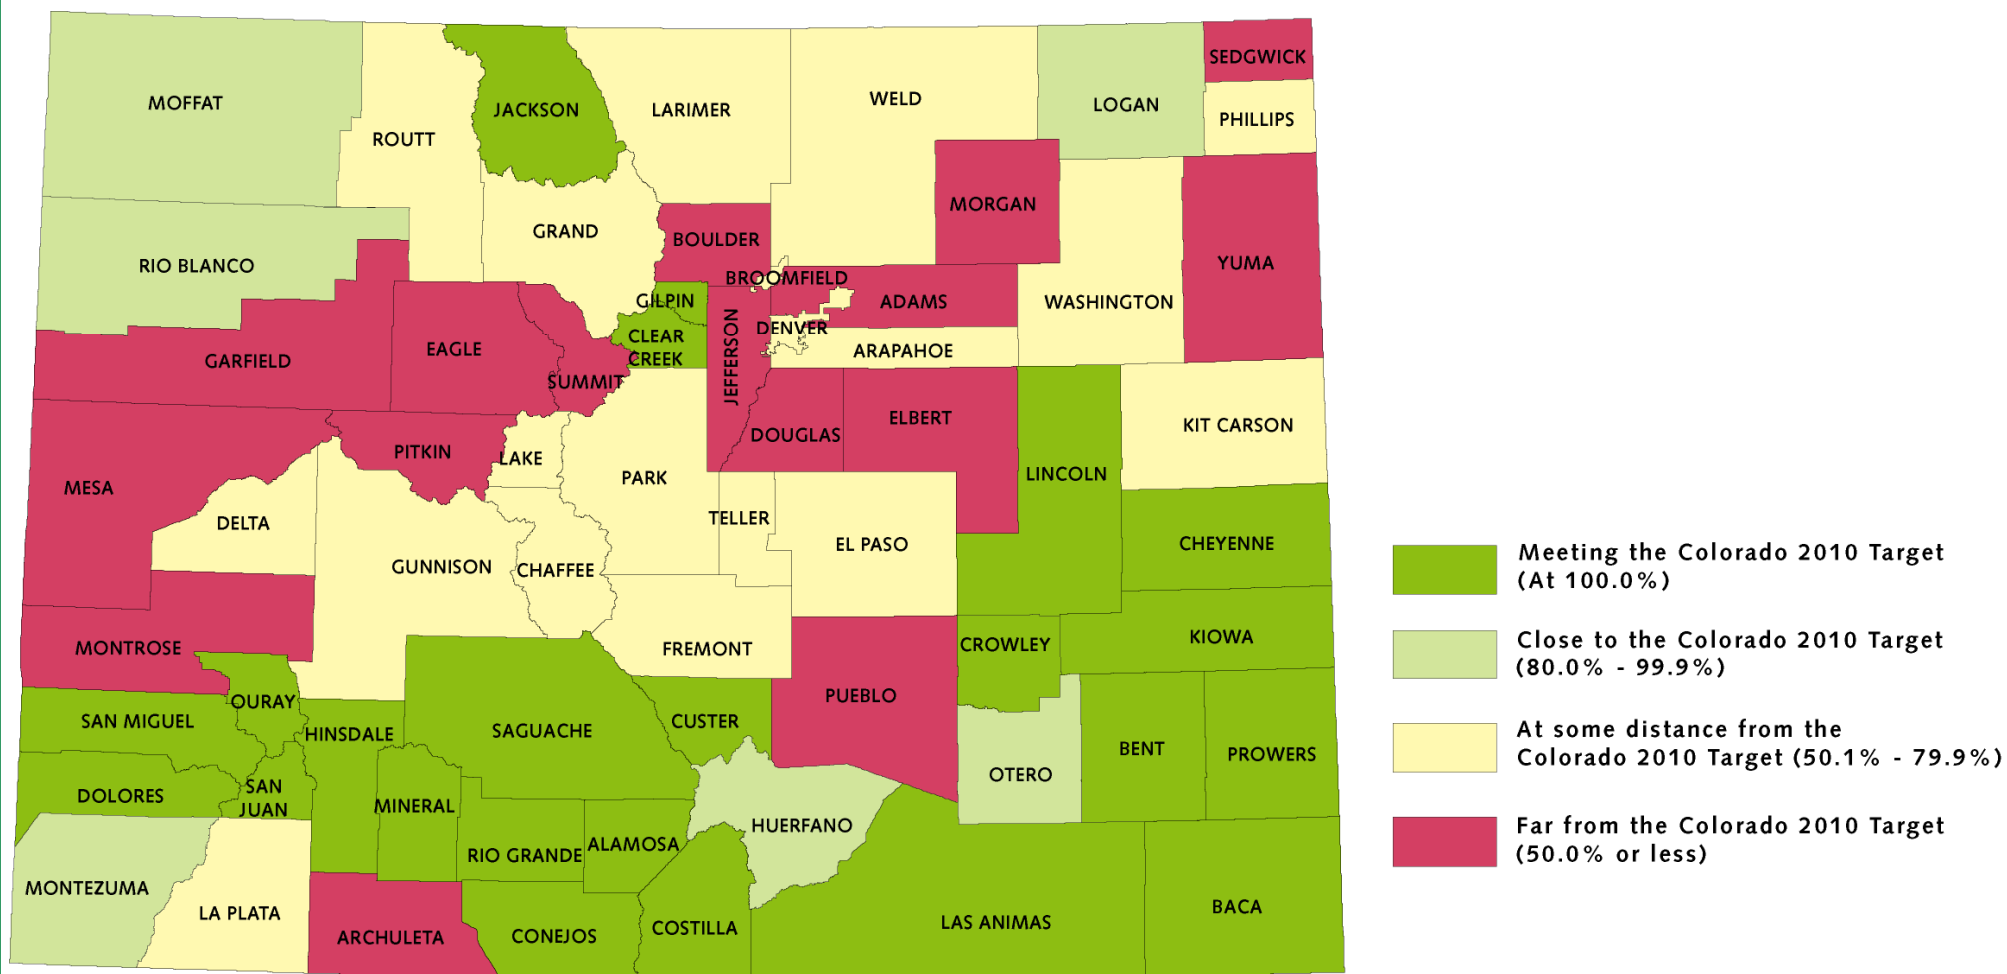 SEDGWICK
MOFFAT
JACKSON
LARIMER
WELD
LOGAN
PHILLIPS
ROUTT
MORGAN
GRAND
BOULDER
RIO BLANCO
YUMA
BROOMFIELD
GILPIN
ADAMS
WASHINGTON
CLEAR
CREEK
DENVER
ARAPAHOE
GARFIELD
EAGLE
SUMMIT
JEFFERSON
ELBERT
DOUGLAS
KIT CARSON
PITKIN
LAKE
PARK
LINCOLN
MESA
DELTA
TELLER
EL PASO
CHEYENNE
GUNNISON
CHAFFEE
MONTROSE
FREMONT
CROWLEY
KIOWA
OURAY
PUEBLO
SAN MIGUEL
HINSDALE
SAGUACHE
CUSTER
BENT
PROWERS
OTERO
DOLORES
SAN
JUAN
MINERAL
HUERFANO
RIO GRANDE
ALAMOSA
MONTEZUMA
LA PLATA
ARCHULETA
CONEJOS
COSTILLA
LAS ANIMAS
BACA
Meeting the Colorado 2010 Target
(At 100.0%)
Close to the Colorado 2010 Target
(80.0% - 99.9%)
At some distance from the
Colorado 2010 Target (50.1% - 79.9%)
Far from the Colorado 2010 Target
(50.0% or less)